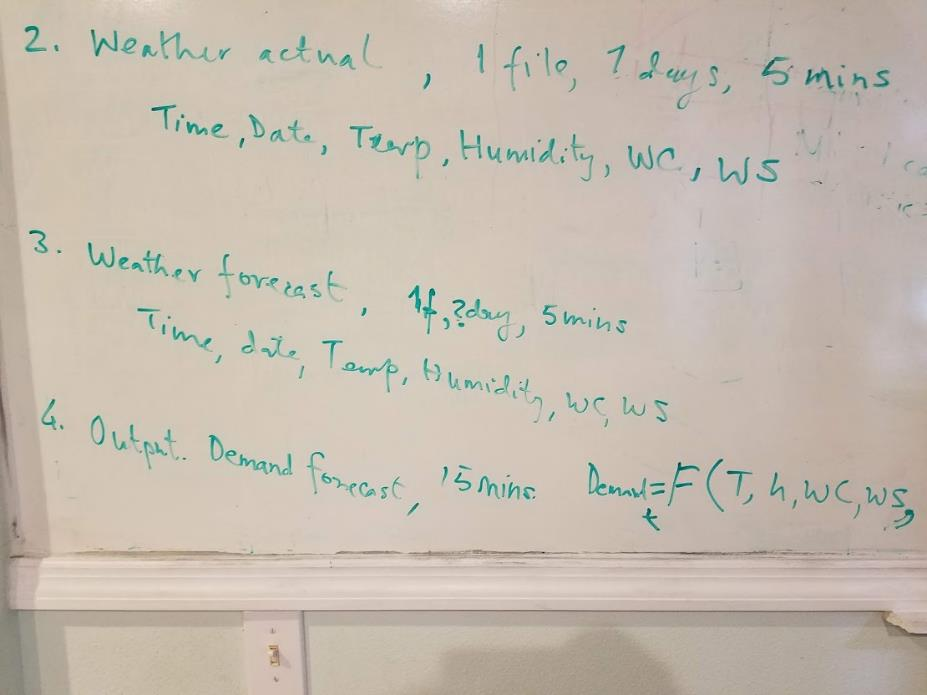 2. Weather actual, 1 file, 7 days, 5 mins
Time, Date, Temp, Humidity, WC, WS
3. Weather forecast, 1f, ?day, 5mins
Time, date, Temp, Humidity, WC, WS
4. Output. Demand forecast, 15 mins. Demand t = F(T, h, WC, WS,